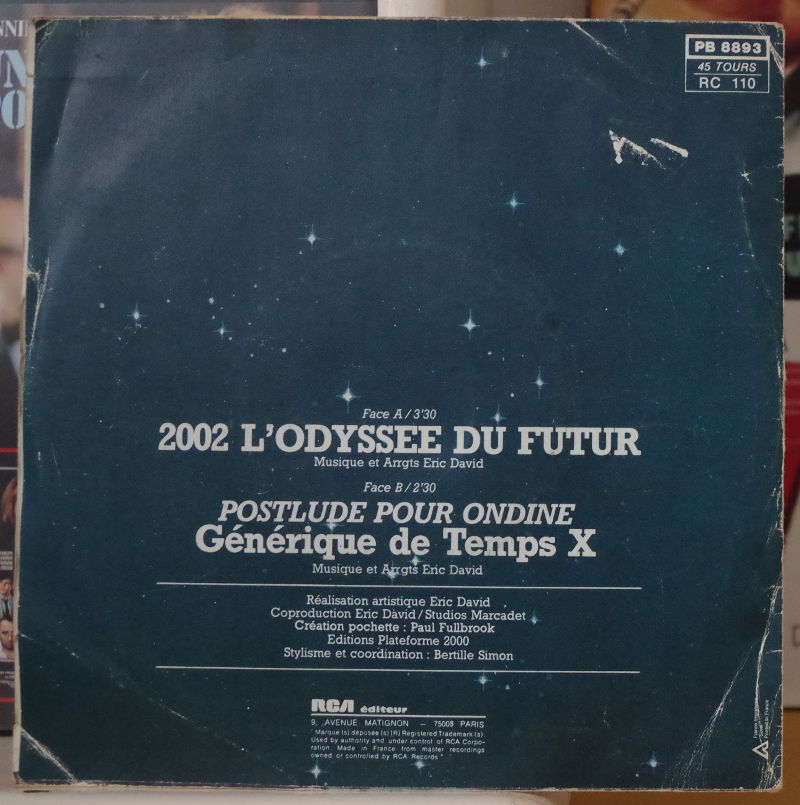 PB 8893
45 TOURS
RC 110
Face A / 3'30
2002 L'ODYSSEE DU FUTUR
Musique et Arrgts Eric David
Face B / 2'30
POSTLUDE POUR ONDINE
Générique de Temps X
Musique et Arrgts Eric David
Réalisation artistique Eric David
Coproduction Eric David / Studios Marcadet
Création pochette : Paul Fullbrook
Editions Plateforme 2000
Stylisme et coordination : Bertille Simon
RCA éditeur
9, AVENUE MATIGNON - 75008 PARIS
" Marque (s) déposée (s) (R) Registered Trademark (s).
Used by authority and under control of RCA Corpo-
ration. Made in France from master recordings
owned or controlled by RCA Records "